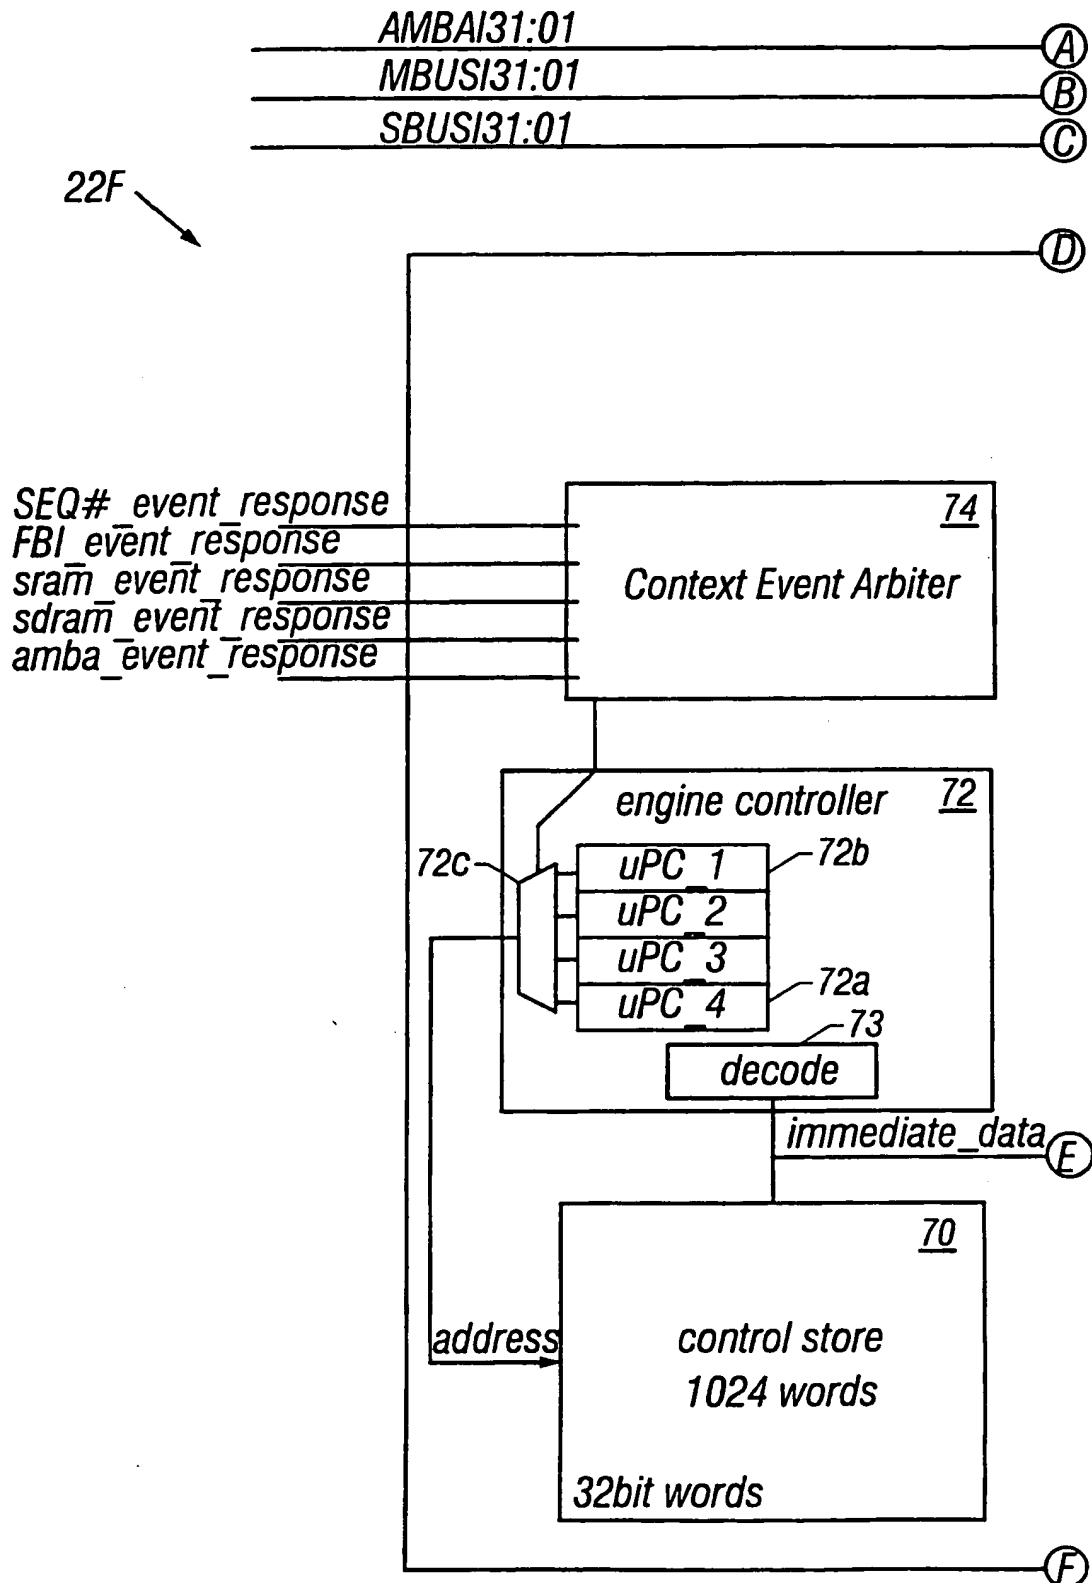 AMBAI31:01
A
MBUSI31:01
B
SBUSI31:01
C
22F
D
SEQ#_event_response
FBI_event_response
sram_event_response
sdram_event_response
amba_event_response
74
Context Event Arbiter
engine controller 72
72c
uPC_1
72b
uPC_2
uPC_3
uPC_4
72a
73
decode
immediate_data
E
70
address
control store
1024 words
32bit words
F